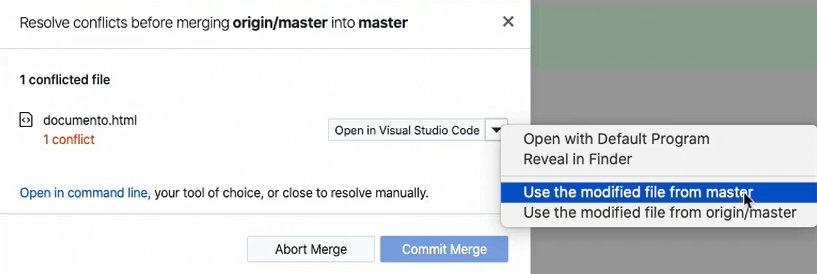 Resolve conflicts before merging origin/master into master
1 conflicted file
documento.html
1 conflict
Open in Visual Studio Code
Open with Default Program
Reveal in Finder
Use the modified file from master
Use the modified file from origin/master
Open in command line, your tool of choice, or close to resolve manually.
Abort Merge
Commit Merge